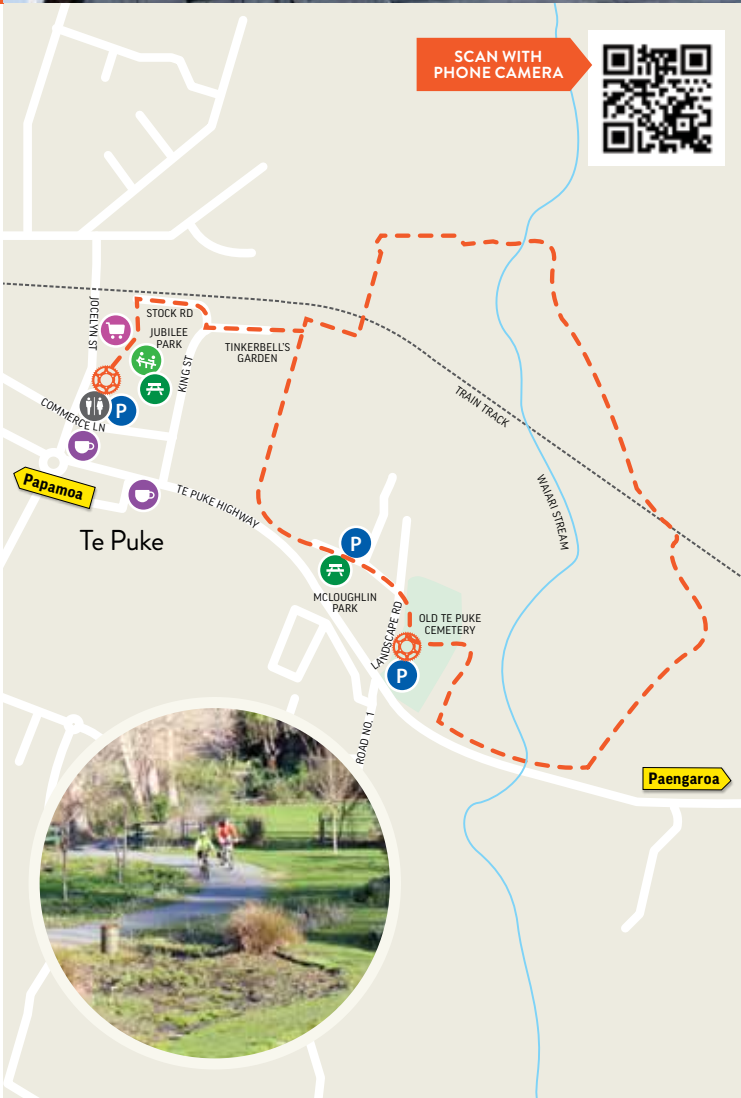 SCAN WITH
PHONE CAMERA
JOCELYN ST
STOCK RD
JUBILEE
PARK
KING ST
TINKERBELL'S
GARDEN
TRAIN TRACK
COMMERCE LN
P
Papamoa
TE PUKE HIGHWAY
WAIARI STREAM
Te Puke
P
MCLOUGHLIN
PARK
LANDSCAPE RD
OLD TE PUKE
CEMETERY
P
ROAD NO. 1
Paengaroa